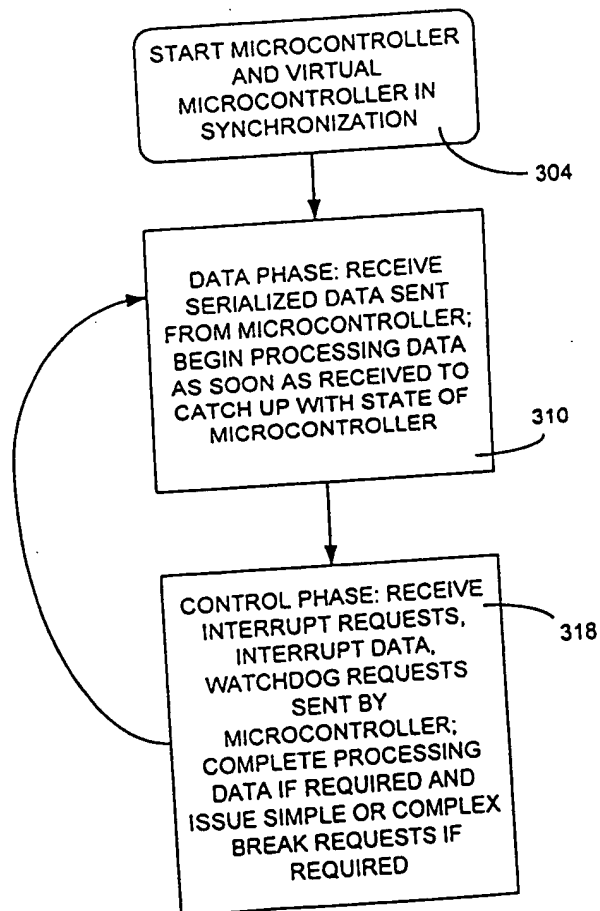 START MICROCONTROLLER
AND VIRTUAL
MICROCONTROLLER IN
SYNCHRONIZATION
304
DATA PHASE: RECEIVE
SERIALIZED DATA SENT
FROM MICROCONTROLLER;
BEGIN PROCESSING DATA
AS SOON AS RECEIVED TO
CATCH UP WITH STATE OF
MICROCONTROLLER
310
CONTROL PHASE: RECEIVE
INTERRUPT REQUESTS,
INTERRUPT DATA,
WATCHDOG REQUESTS
SENT BY
MICROCONTROLLER;
COMPLETE PROCESSING
DATA IF REQUIRED AND
ISSUE SIMPLE OR COMPLEX
BREAK REQUESTS IF
REQUIRED
318